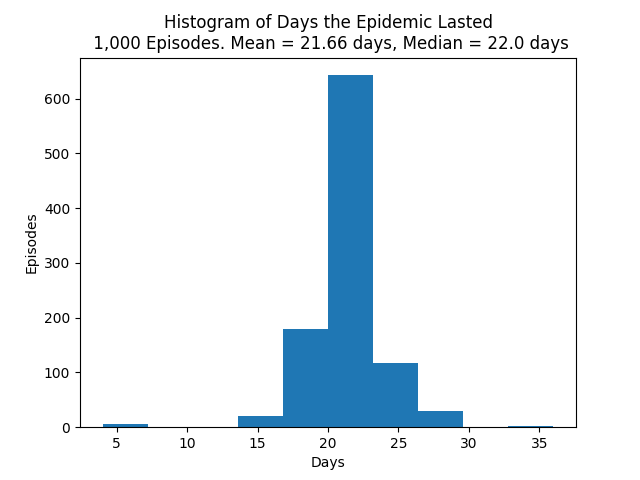 Histogram of Days the Epidemic Lasted
1,000 Episodes. Mean = 21.66 days, Median = 22.0 days
600
500
400
300
200
100
0
Episodes
5 10 15 20 25 30 35
Days